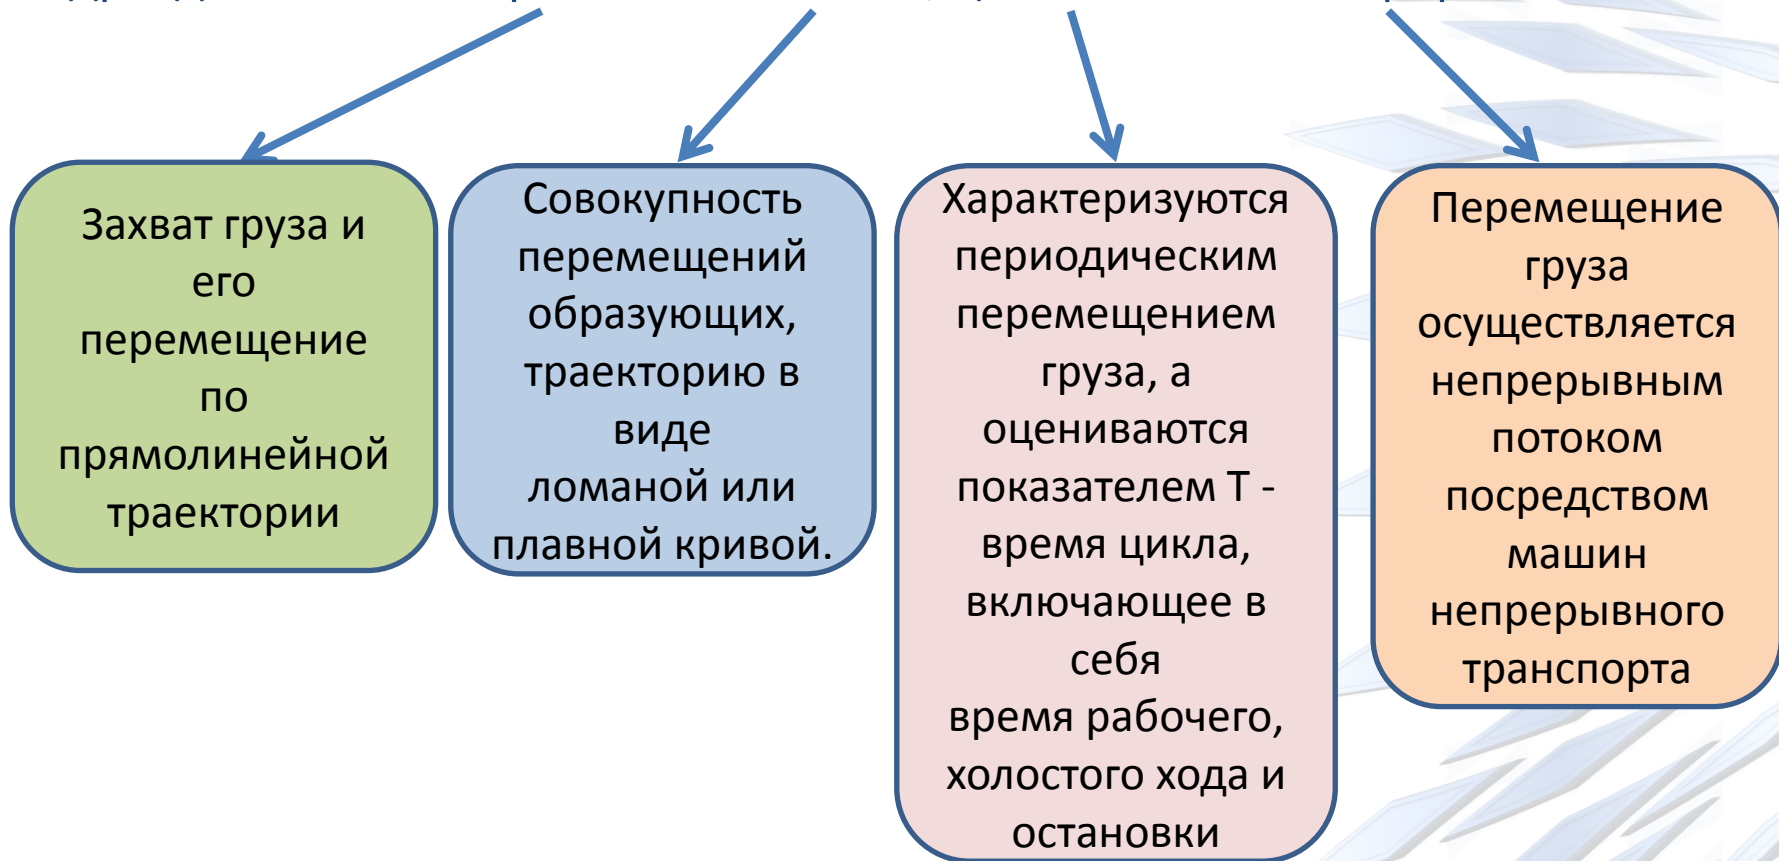 Захват груза и
его
перемещение
по
прямолинейной
траектории
Совокупность
перемещений
образующих,
траекторию в
виде
ломаной или
плавной кривой.
Характеризуются
периодическим
перемещением
груза, а
оцениваются
показателем Т -
время цикла,
включающее в
себя
время рабочего,
холостого хода и
остановки
Перемещение
груза
осуществляется
непрерывным
потоком
посредством
машин
непрерывного
транспорта